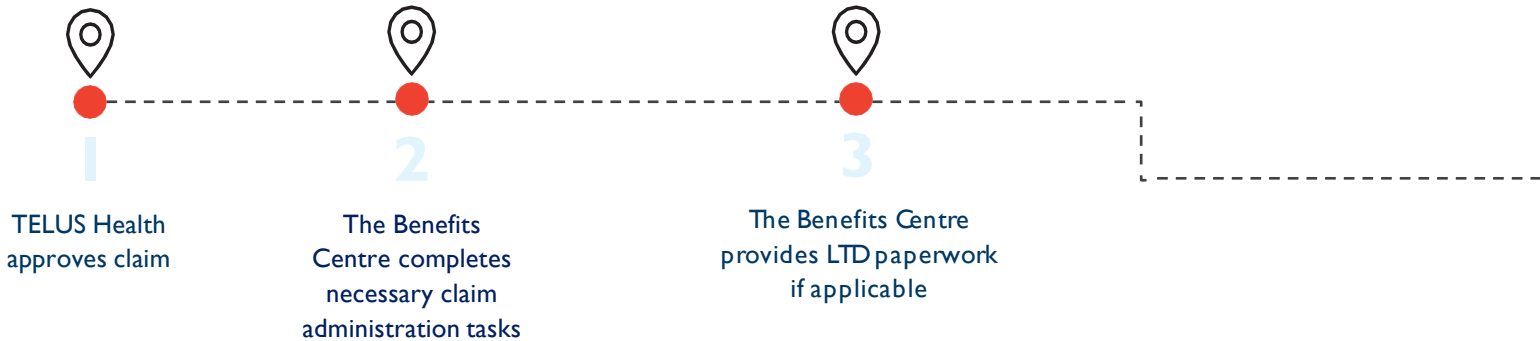 1
TELUS Health
approves claim
2
The Benefits
Centre completes
necessary claim
administration tasks
3
The Benefits Centre
provides LTD paperwork
if applicable